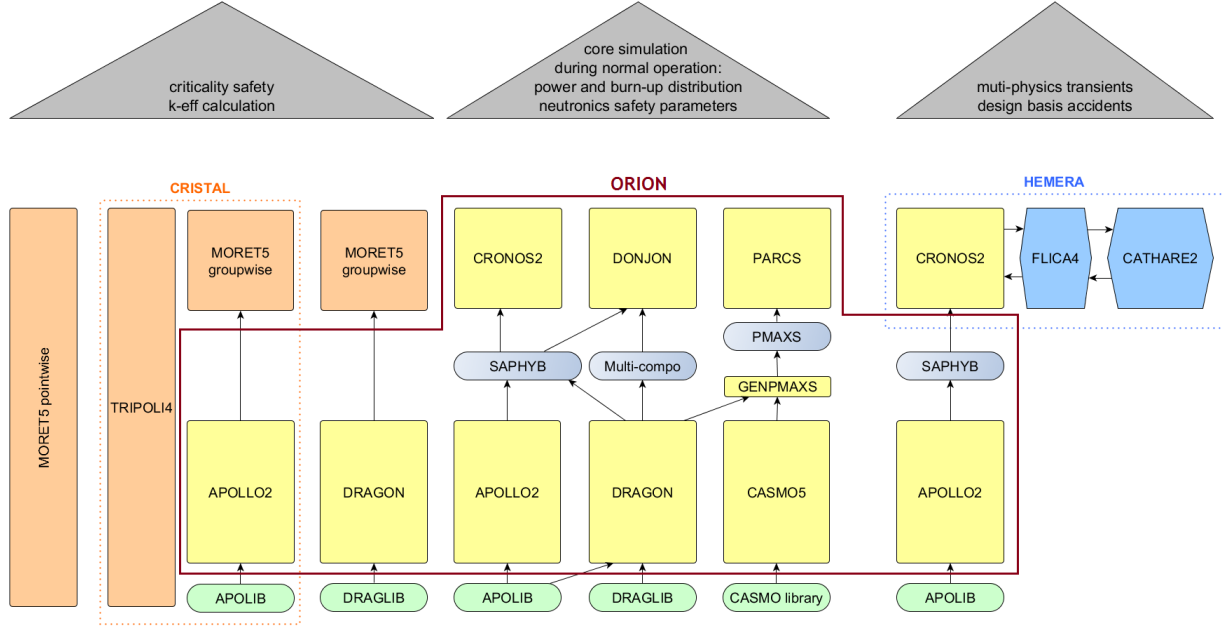 criticality safety
k-eff calculation
core simulation
during normal operation:
power and burn-up distribution
neutronics safety parameters
muti-physics transients
design basis accidents
CRISTAL
ORION
HEMERA
MORET5 pointwise
TRIPOLI4
MORET5
groupwise
MORET5
groupwise
CRONOS2
DONJON
PARCS
CRONOS2
FLICA4
CATHARE2
PMAXS
SAPHYB
Multi-compo
SAPHYB
GENPMAXS
APOLLO2
DRAGON
APOLLO2
DRAGON
CASMO5
APOLLO2
APOLIB
DRAGLIB
APOLIB
DRAGLIB
CASMO library
APOLIB